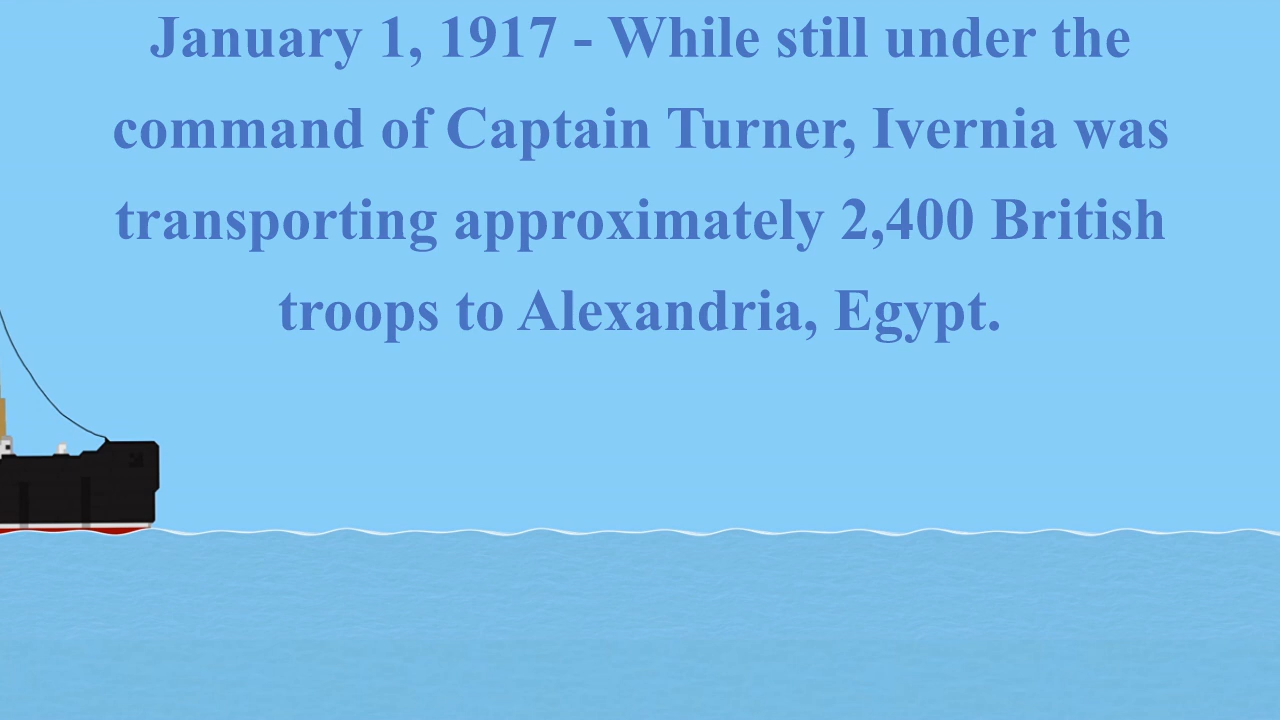 January 1, 1917 - While still under the
command of Captain Turner, Ivernia was
transporting approximately 2,400 British
troops to Alexandria, Egypt.